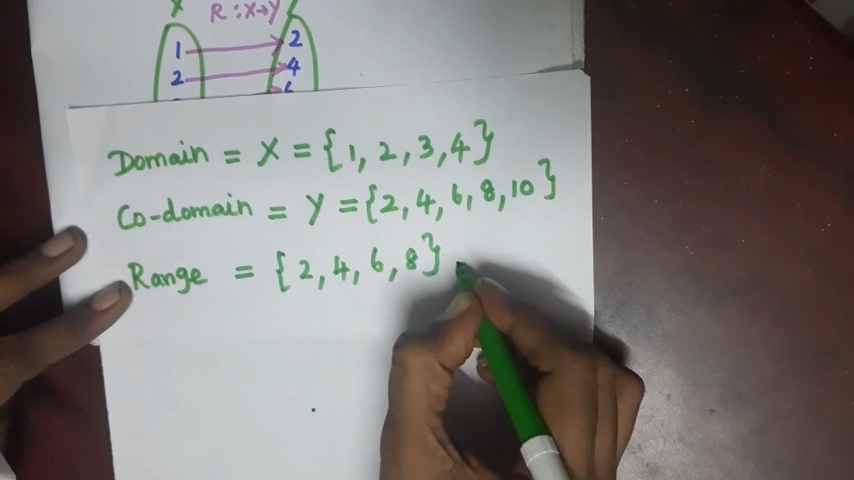 X R : X→Y Y
1 2
2 4
6
Domain = X = {1, 2, 3, 4}
Co-domain = Y = {2, 4, 6, 8, 10}
Range = {2, 4, 6, 8}